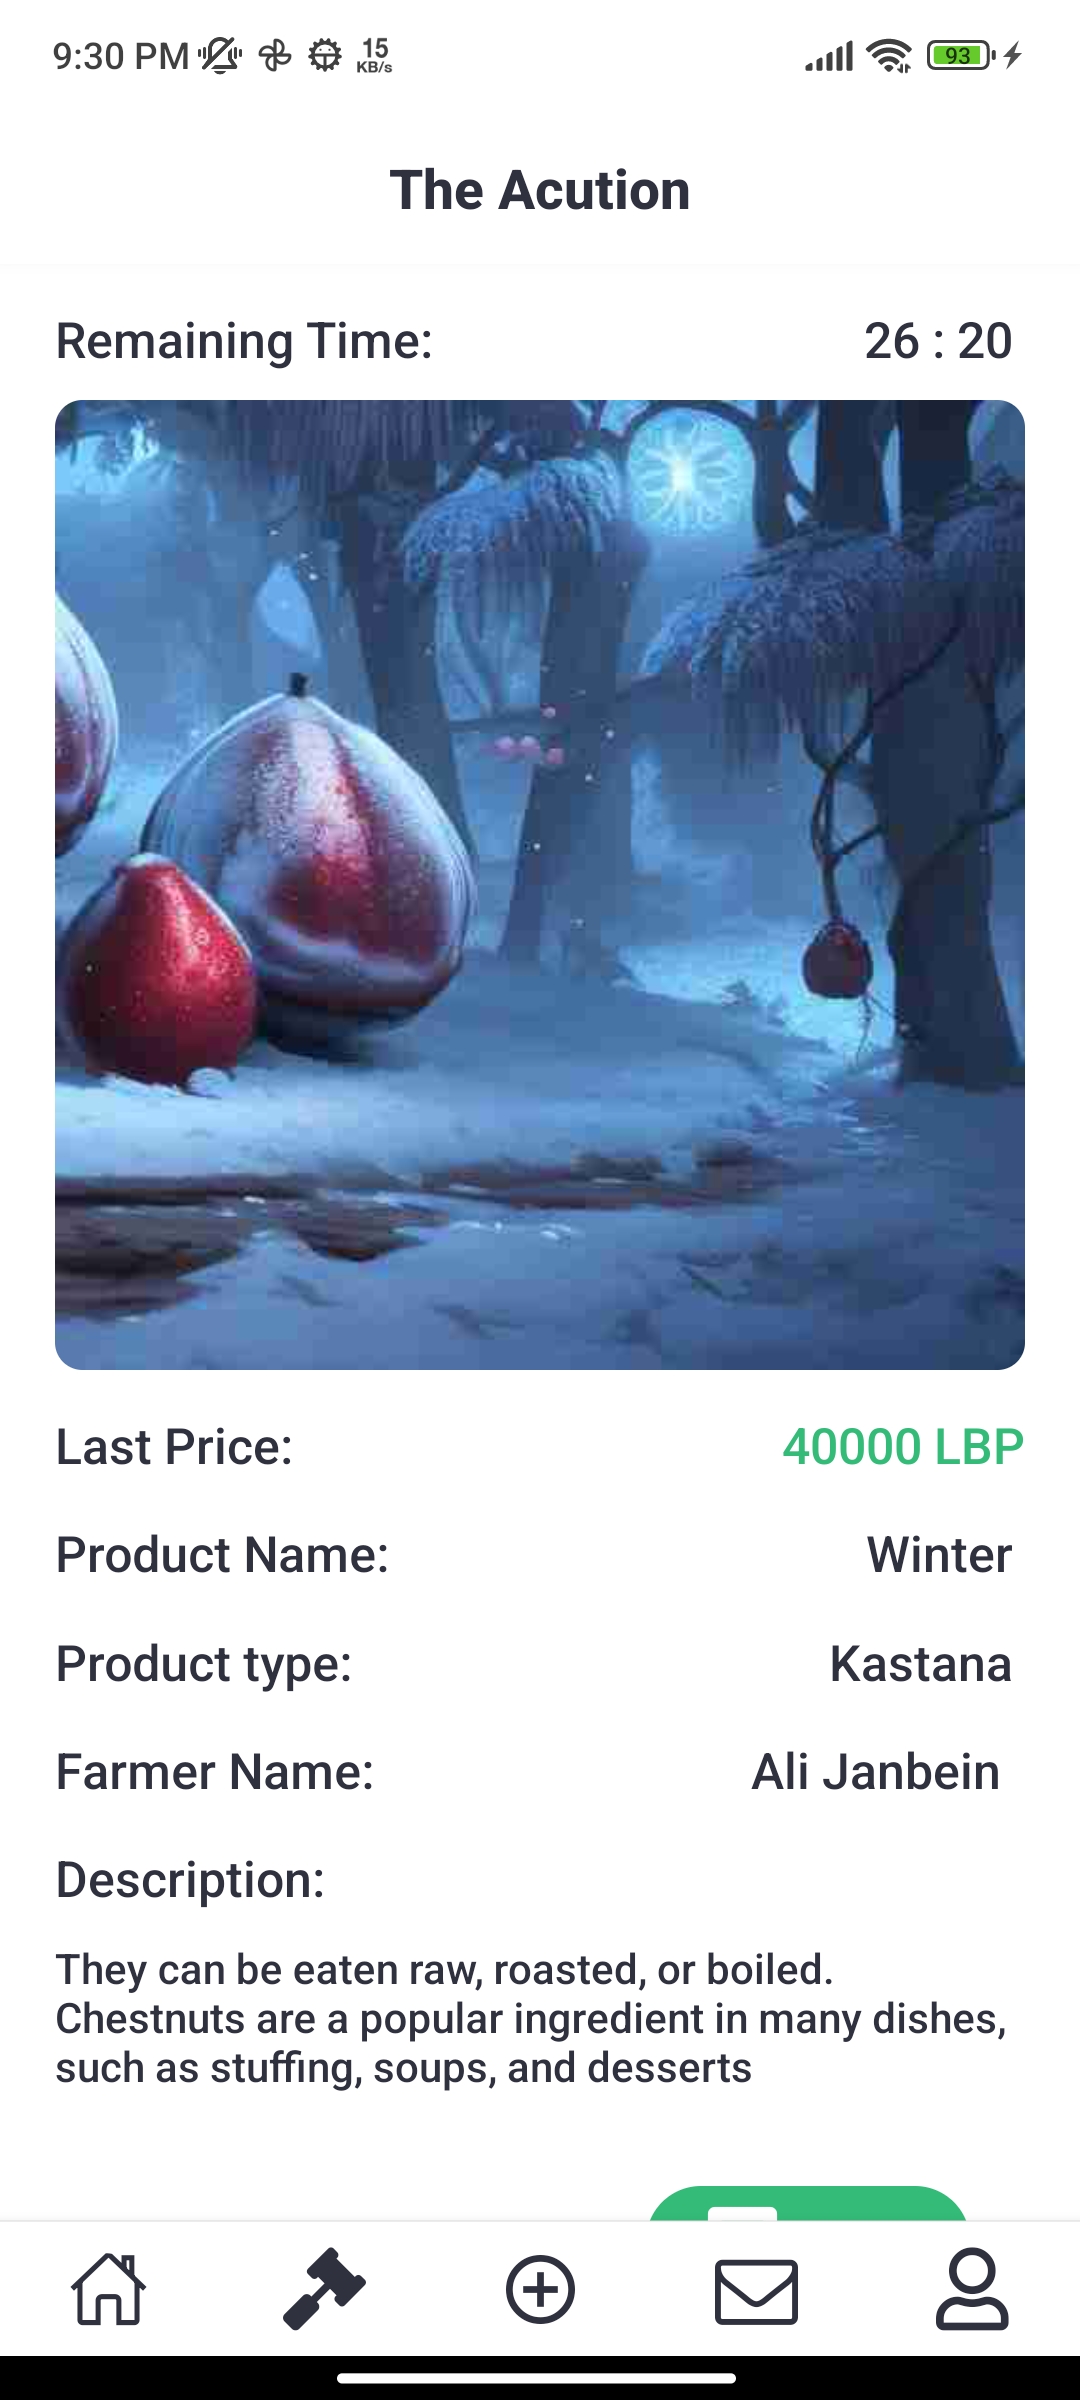 9:30 PM 15 KB/s 93
The Acution
Remaining Time: 26 : 20
Last Price: 40000 LBP
Product Name: Winter
Product type: Kastana
Farmer Name: Ali Janbein
Description:
They can be eaten raw, roasted, or boiled.
Chestnuts are a popular ingredient in many dishes,
such as stuffing, soups, and desserts